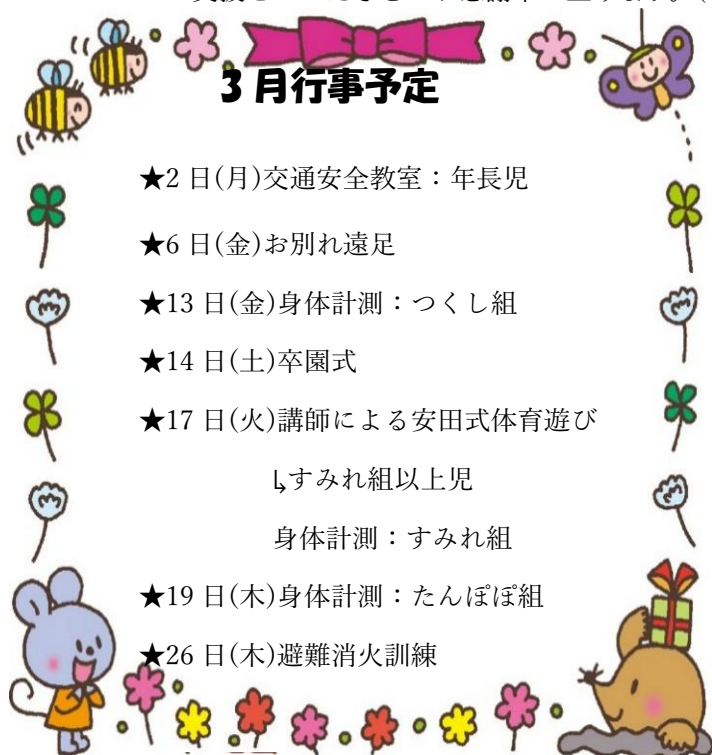 3月行事予定
★2日(月)交通安全教室：年長児
★6日(金)お別れ遠足
★13日(金)身体計測：つくし組
★14日(土)卒園式
★17日(火)講師による安田式体育遊び
↳すみれ組以上児
身体計測：すみれ組
★19日(木)身体計測：たんぽぽ組
★26日(木)避難消火訓練